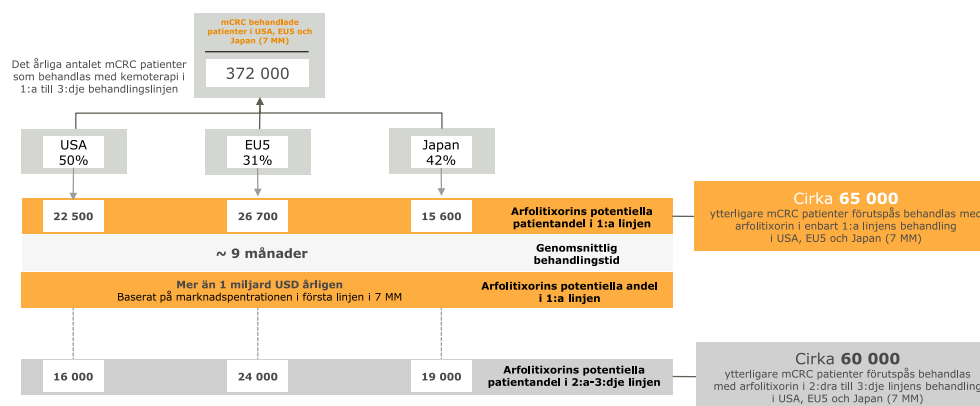 mCRC behandlade
patienter i USA, EU5 och
Japan (7 MM)
372 000
Det årliga antalet mCRC patienter
som behandlas med kemoterapi i
1:a till 3:dje behandlingslinjen
USA
50%
EU5
31%
Japan
42%
22 500
26 700
15 600
Arfolitixorins potentiella
patientandel i 1:a linjen
Cirka 65 000
ytterligare mCRC patienter förutspås behandlas med
arfolitixorin i enbart 1:a linjens behandling
i USA, EU5 och Japan (7 MM)
~ 9 månader
Genomsnittlig
behandlingstid
Mer än 1 miljard USD årligen
Baserat på marknadspentrationen i första linjen i 7 MM
Arfolitixorins potentiella andel
i 1:a linjen
16 000
24 000
19 000
Arfolitixorins potentiella
patientandel i 2:a-3:dje linjen
Cirka 60 000
ytterligare mCRC patienter förutspås behandlas
med arfolitixorin i 2:dra till 3:dje linjens behandling
i USA, EU5 och Japan (7 MM)